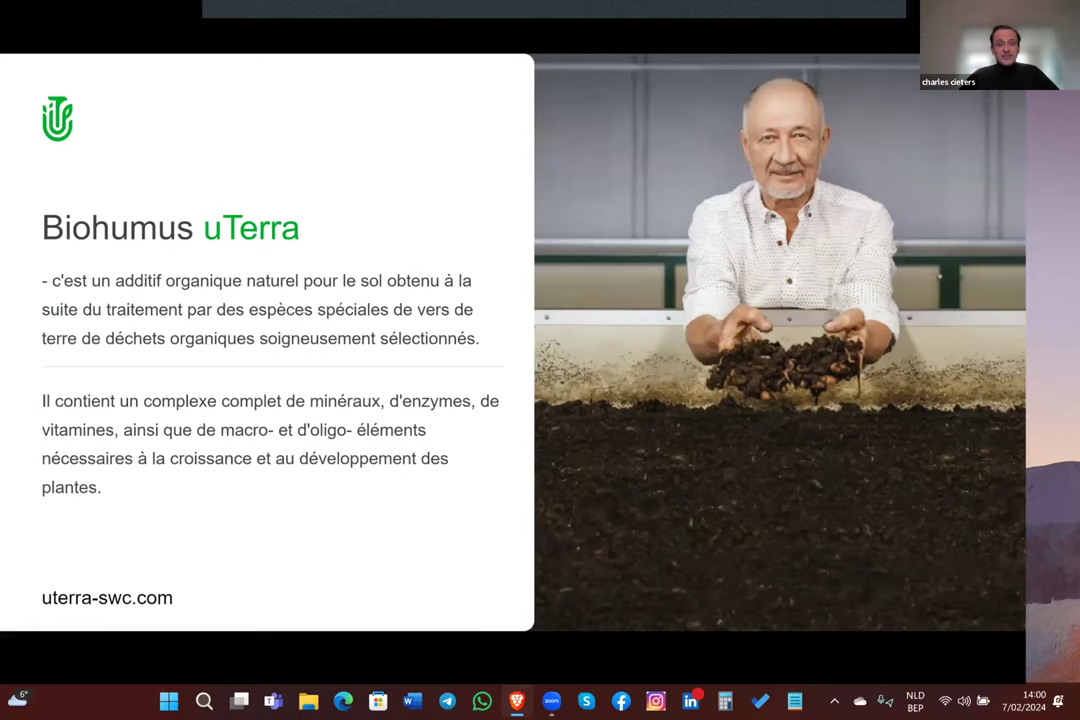 charles cieters
Biohumus uTerra
- c'est un additif organique naturel pour le sol obtenu à la
suite du traitement par des espèces spéciales de vers de
terre de déchets organiques soigneusement sélectionnés.
Il contient un complexe complet de minéraux, d'enzymes, de
vitamines, ainsi que de macro- et d'oligo- éléments
nécessaires à la croissance et au développement des
plantes.
uterra-swc.com
6°
zoom
NLD
BEP
14:00
7/02/2024